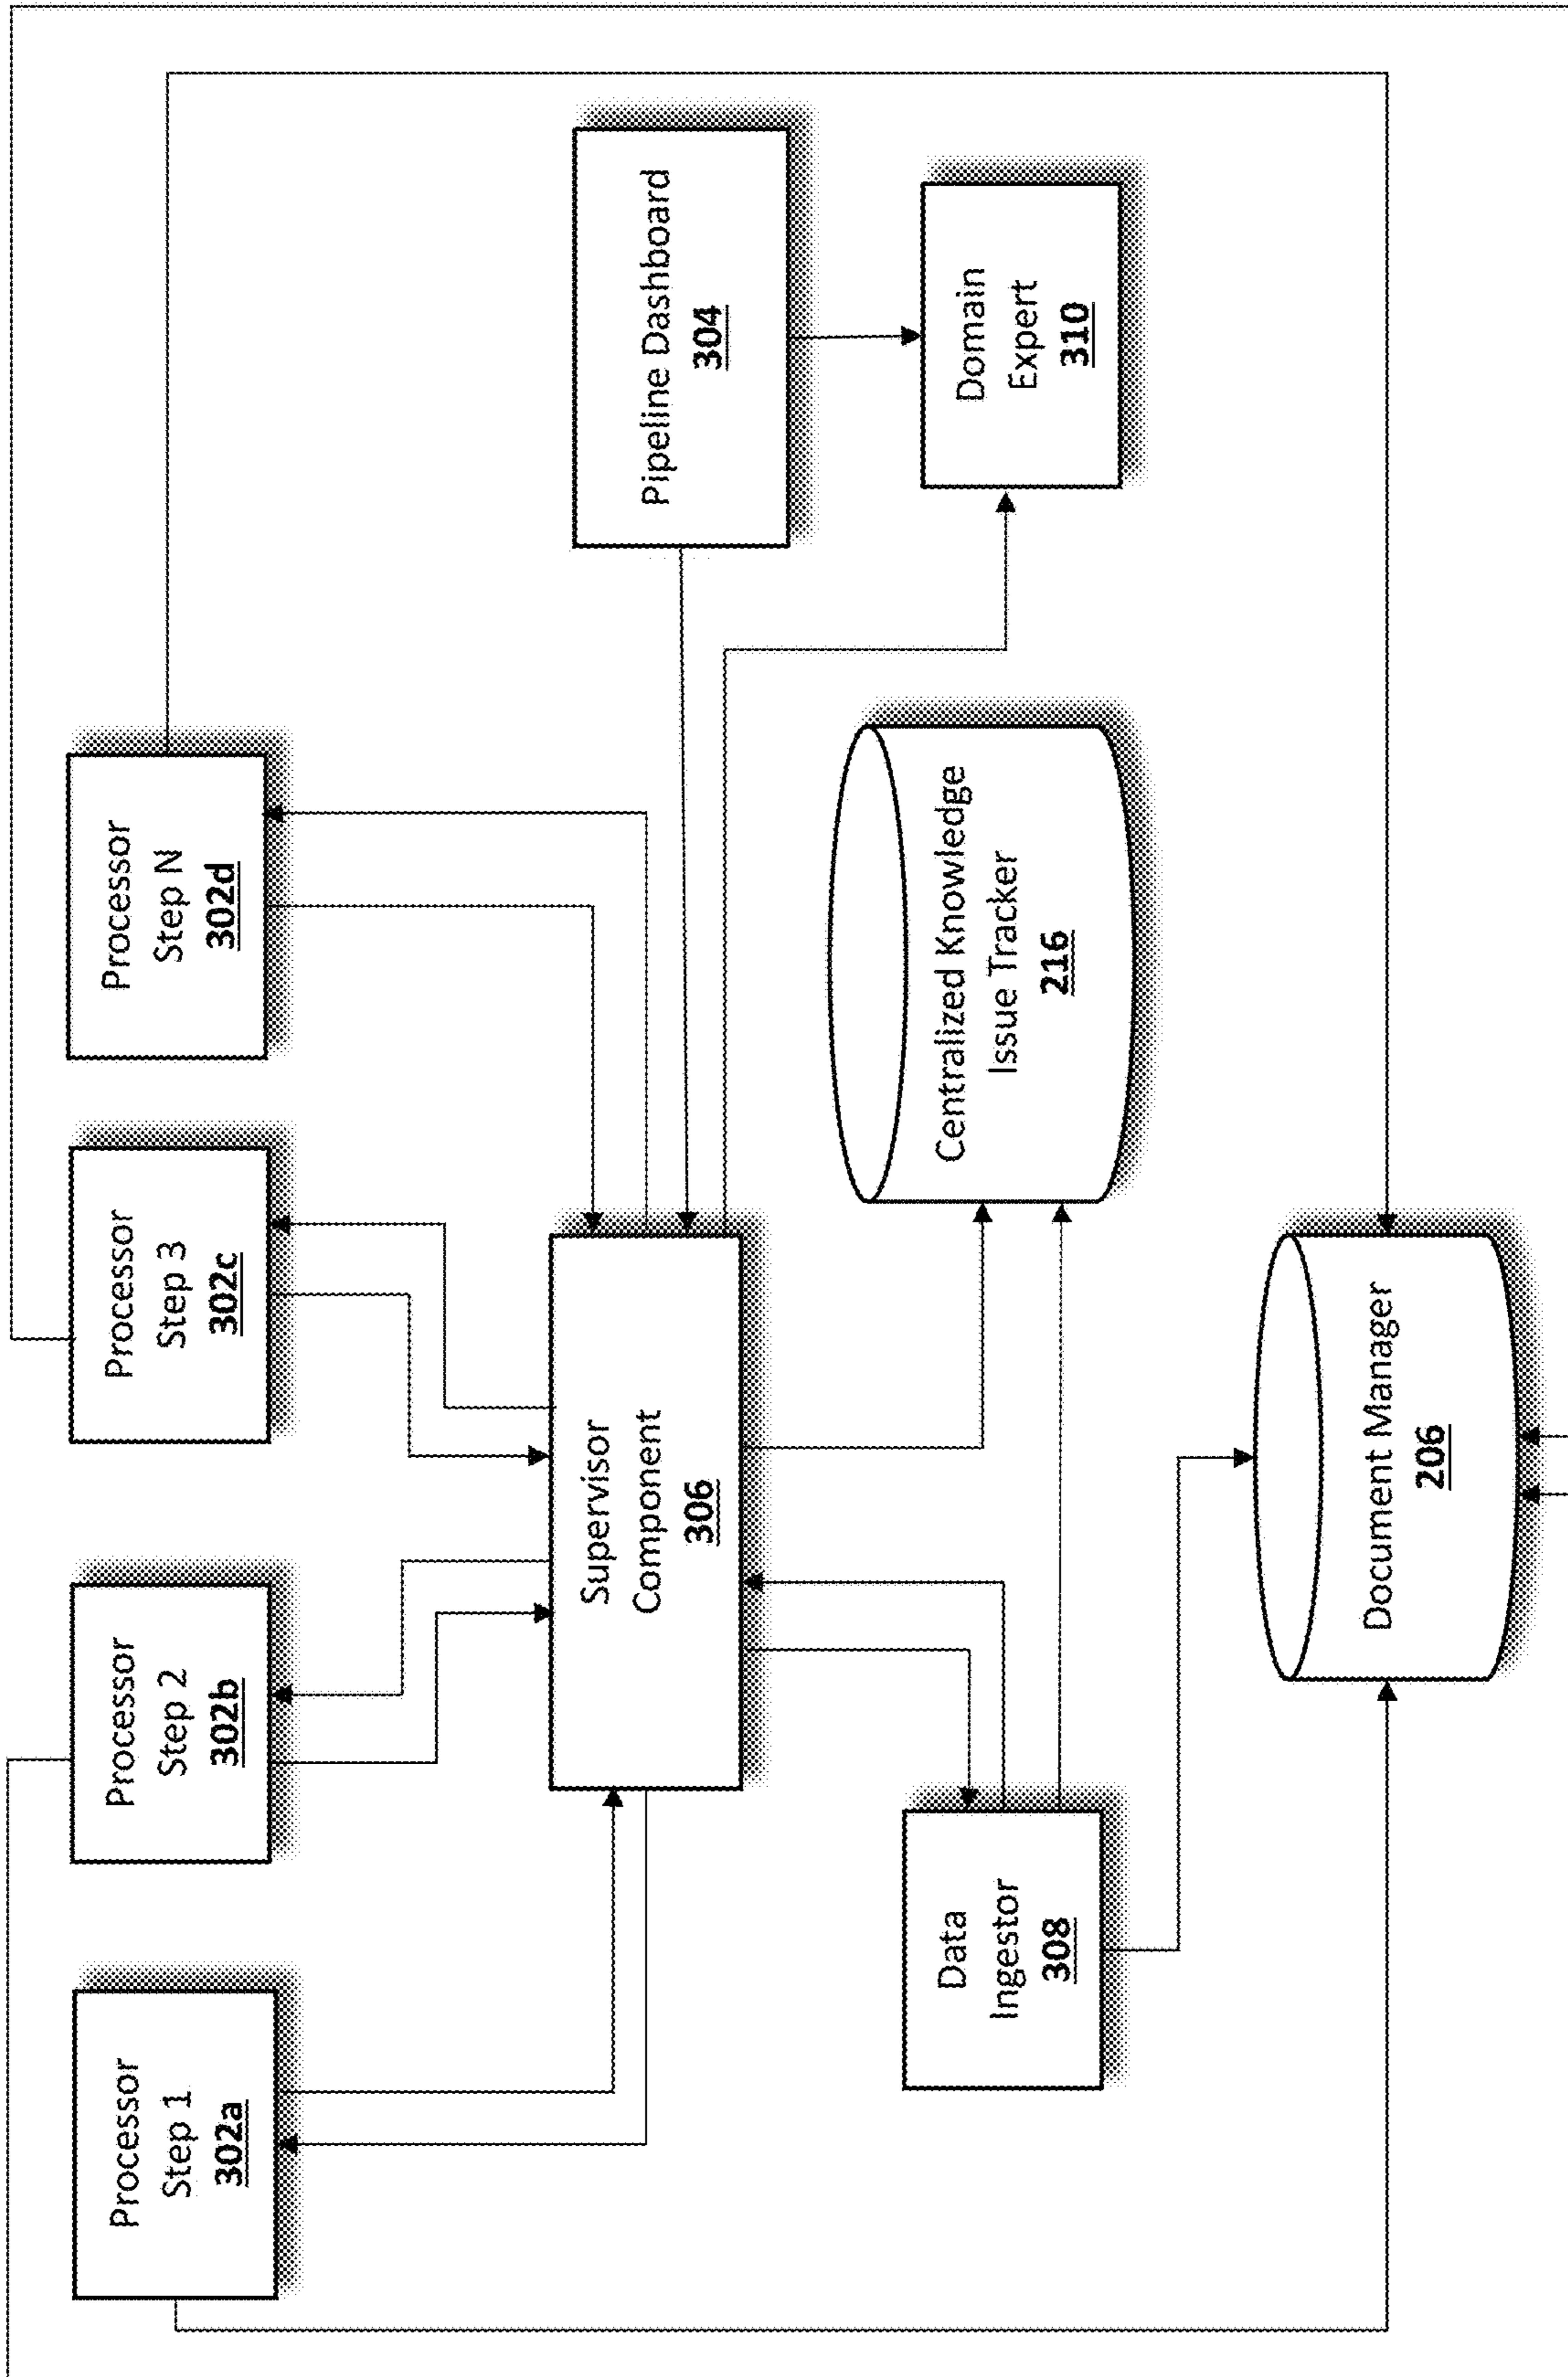 Processor
Step 1
302a
Processor
Step 2
302b
Processor
Step 3
302c
Processor
Step N
302d
Supervisor
Component
306
Pipeline Dashboard
304
Data
Ingestor
308
Centralized Knowledge
Issue Tracker
216
Domain
Expert
310
Document Manager
206